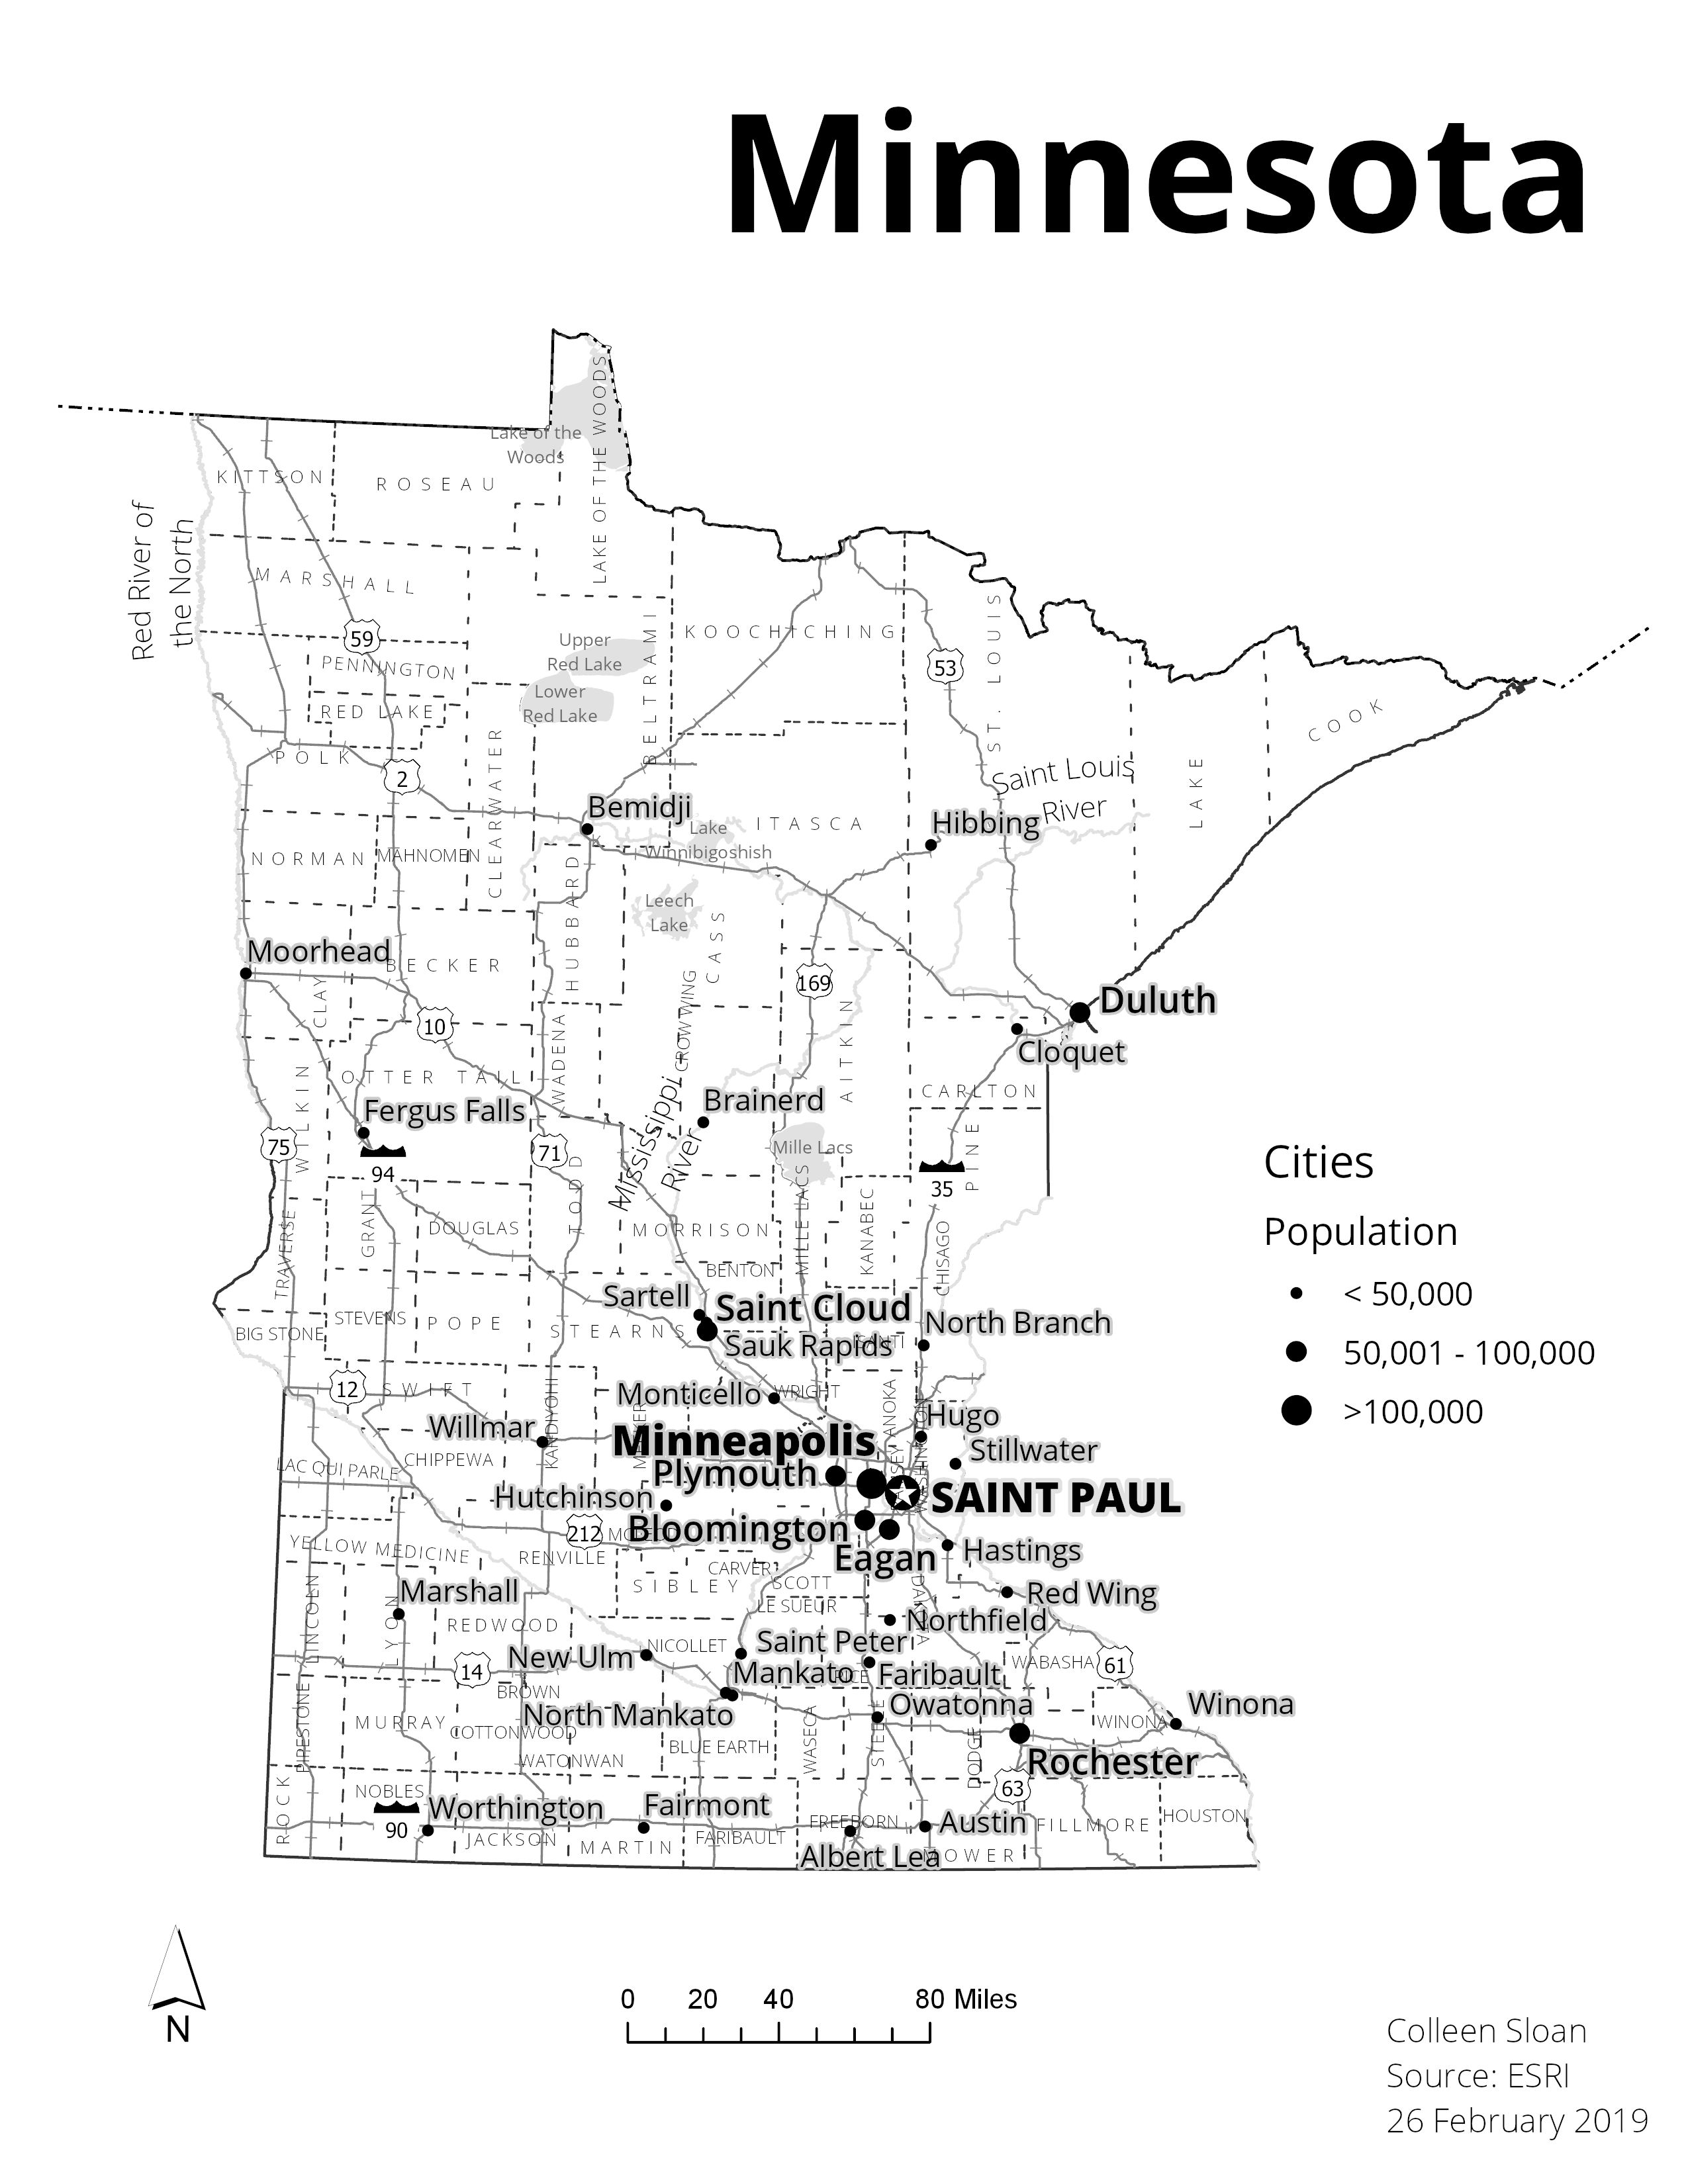 Minnesota
LAKE OF THE WOODS
Lake of the
Woods
KITTSON
ROSEAU
Red River of
the North
MARSHALL
59
KOOCHICHING
BELTRAMI
ST. LOUIS
Upper
Red Lake
53
PENNINGTON
Lower
Red Lake
RED LAKE
COOK
POLK
2
CLEARWATER
Saint Louis
River
LAKE
Bemidji
Lake
Winnibigoshish
ITASCA
Hibbing
NORMAN
MAHNOMEN
HUBBARD
Leech
Lake
CASS
Moorhead
BECKER
169
CLAY
CROW WING
Duluth
10
WADENA
AITKIN
Cloquet
OTTER TAIL
WILKIN
CARLTON
Fergus Falls
Mississippi
River
Brainerd
75
94
71
Mille Lacs
35
PINE
Cities
TODD
Population
GRANT
DOUGLAS
MORRISON
MILLE LACS
KANABEC
CHISAGO
TRAVERSE
BENTON
< 50,000
Sartell
Saint Cloud
BIG STONE
STEVENS
POPE
STEARNS
Sauk Rapids
ISANTI
North Branch
50,001 - 100,000
12
SWIFT
KANDIYOHI
MEEKER
Monticello
WRIGHT
ANOKA
Hugo
>100,000
Willmar
Minneapolis
RAMSEY
WASHINGTON
Stillwater
LAC QUI PARLE
CHIPPEWA
Plymouth
Hutchinson
SAINT PAUL
212
MCLEOD
Bloomington
YELLOW MEDICINE
RENVILLE
CARVER
Eagan
Hastings
LINCOLN
Marshall
LYON
SIBLEY
SCOTT
DAKOTA
Red Wing
LE SUEUR
REDWOOD
Northfield
14
New Ulm
NICOLLET
Saint Peter
WABASHA
61
Mankato
RICE
Faribault
BROWN
PIPESTONE
MURRAY
North Mankato
Owatonna
Winona
COTTONWOOD
WATONWAN
BLUE EARTH
WASECA
STEELE
DODGE
WINONA
Rochester
63
ROCK
NOBLES
90
Worthington
Fairmont
JACKSON
MARTIN
FARIBAULT
FREEBORN
Austin
FILLMORE
HOUSTON
Albert Lea
MOWER
N
0 20 40 80 Miles
Colleen Sloan
Source: ESRI
26 February 2019